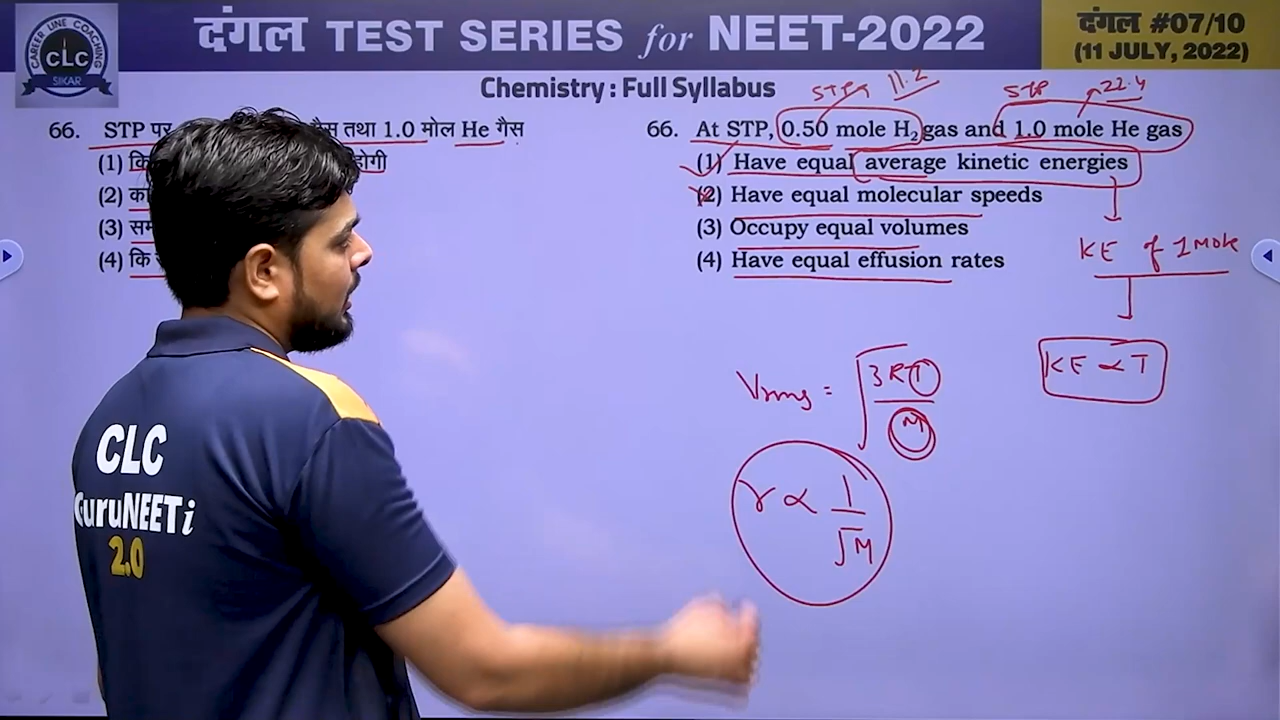 CAREER LINE COACHING
CLC
SIKAR
दंगल TEST SERIES for NEET-2022
दंगल #07/10
(11 JULY, 2022)
Chemistry : Full Syllabus
66. STP पर तथा 1.0 मोल He गैस
(1) होगी
(2)
(3)
(4)
66. At STP, 0.50 mole H₂ gas and 1.0 mole He gas
(1) Have equal average kinetic energies
(2) Have equal molecular speeds
(3) Occupy equal volumes
(4) Have equal effusion rates
STP 11.2
STP 22.4
KE of 1 Mole
KE ∝ T
Vrms = √3RT/M
r ∝ 1/√M
CLC
GuruNEETi
2.0